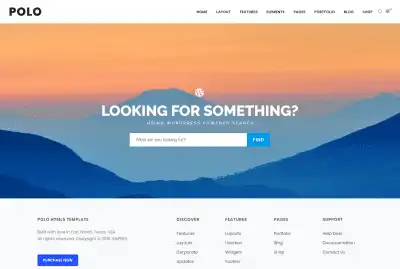 POLO
HOME LAYOUT FEATURES ELEMENTS PAGES PORTFOLIO BLOG SHOP
LOOKING FOR SOMETHING?
USING WORDPRESS POWERED SEARCH
What are you looking for?
FIND
POLO HTML5 TEMPLATE
DISCOVER
FEATURES
PAGES
SUPPORT
Built with love in Fort Worth, Texas, USA
All rights reserved. Copyright © 2019. INSPIRO.
PURCHASE NOW
Features
Layouts
Corporate
Updates
Layouts
Headers
Widgets
Footers
Portfolio
Blog
Shop
Help Desk
Documentation
Contact Us